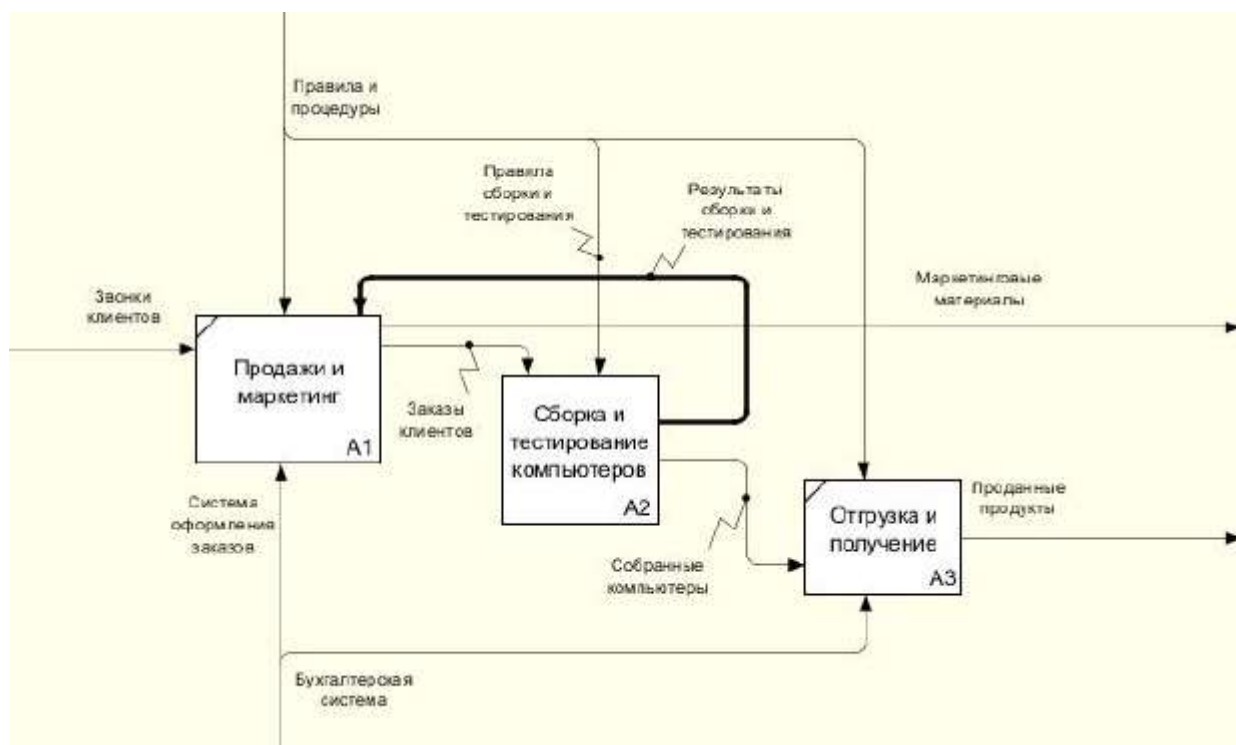 Правила и
процедуры
Правила
сборки и
тестирования
Результаты
сборки и
тестирования
Маркетинговые
материалы
Звонки
клиентов
Продажи и
маркетинг
A1
Заказы
клиентов
Сборка и
тестирование
компьютеров
A2
Система
оформления
заказов
Проданные
продукты
Отгрузка и
получение
A3
Собранные
компьютеры
Бухгалтерская
система